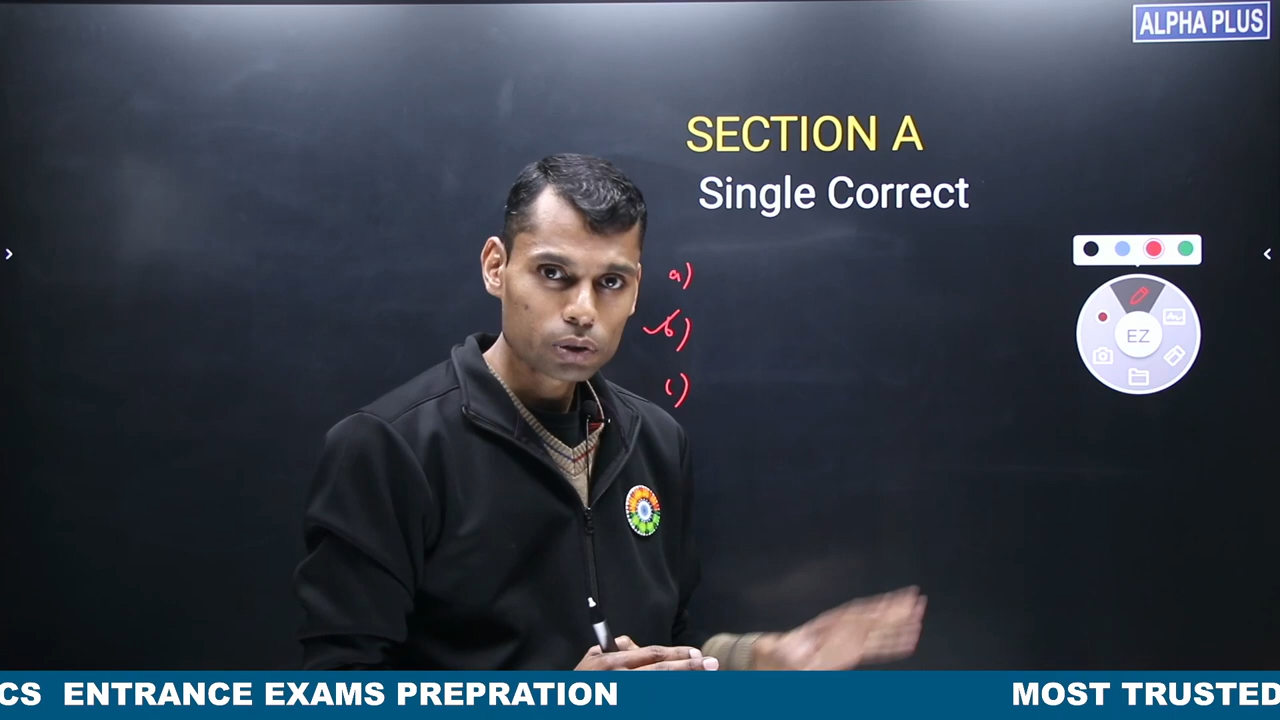 ALPHA PLUS
SECTION A
Single Correct
a)
b)
c)
EZ
CS ENTRANCE EXAMS PREPRATION
MOST TRUSTED